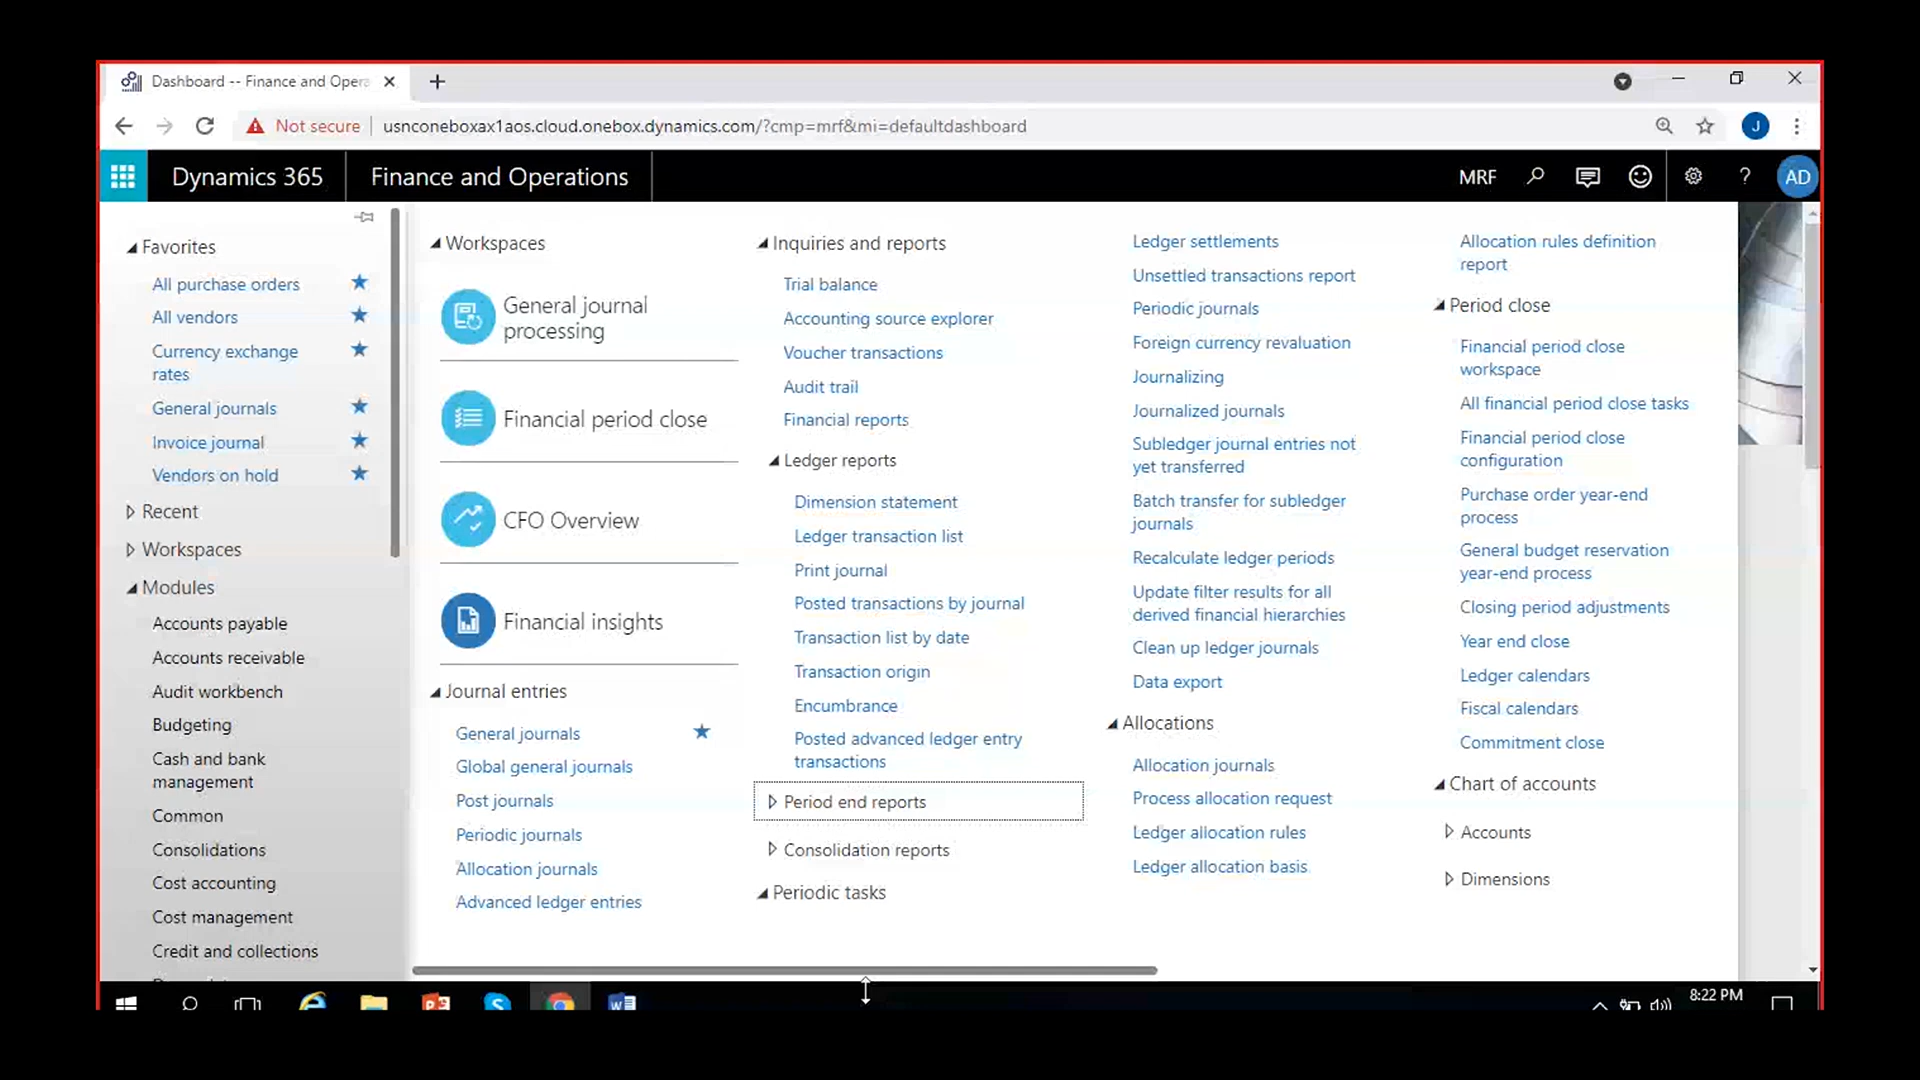 Dashboard -- Finance and Opera
Not secure
usnconeboxax1aos.cloud.onebox.dynamics.com/?cmp=mrf&mi=defaultdashboard
J
Dynamics 365
Finance and Operations
MRF
?
AD
Favorites
All purchase orders
All vendors
Currency exchange
rates
General journals
Invoice journal
Vendors on hold
Recent
Workspaces
Modules
Accounts payable
Accounts receivable
Audit workbench
Budgeting
Cash and bank
management
Common
Consolidations
Cost accounting
Cost management
Credit and collections
Workspaces
General journal
processing
Financial period close
CFO Overview
Financial insights
Journal entries
General journals
Global general journals
Post journals
Periodic journals
Allocation journals
Advanced ledger entries
Inquiries and reports
Trial balance
Accounting source explorer
Voucher transactions
Audit trail
Financial reports
Ledger reports
Dimension statement
Ledger transaction list
Print journal
Posted transactions by journal
Transaction list by date
Transaction origin
Encumbrance
Posted advanced ledger entry
transactions
Period end reports
Consolidation reports
Periodic tasks
Ledger settlements
Unsettled transactions report
Periodic journals
Foreign currency revaluation
Journalizing
Journalized journals
Subledger journal entries not
yet transferred
Batch transfer for subledger
journals
Recalculate ledger periods
Update filter results for all
derived financial hierarchies
Clean up ledger journals
Data export
Allocations
Allocation journals
Process allocation request
Ledger allocation rules
Ledger allocation basis
Allocation rules definition
report
Period close
Financial period close
workspace
All financial period close tasks
Financial period close
configuration
Purchase order year-end
process
General budget reservation
year-end process
Closing period adjustments
Year end close
Ledger calendars
Fiscal calendars
Commitment close
Chart of accounts
Accounts
Dimensions
8:22 PM